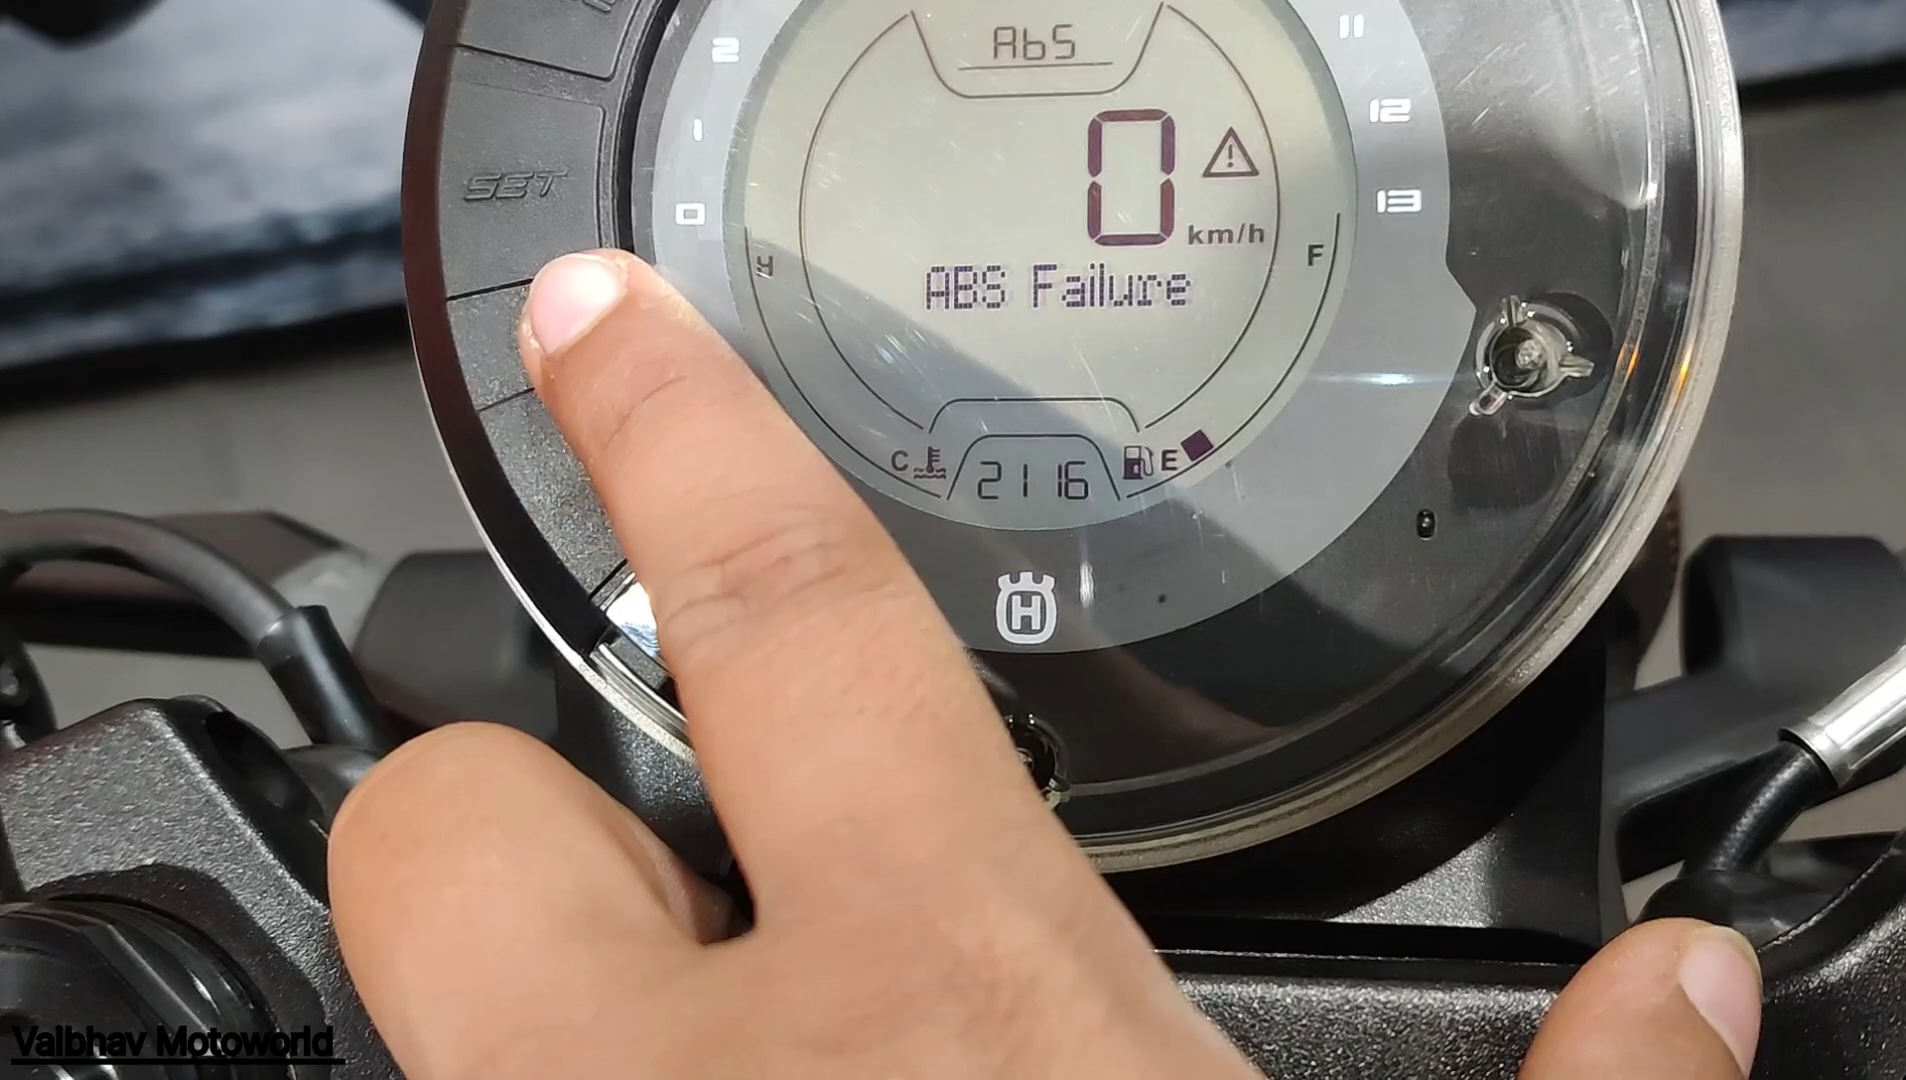 AbS
2
11
1
0
12
SET
0
13
km/h
H
F
ABS Failure
C
E
2116
H
Vaibhav Motoworld